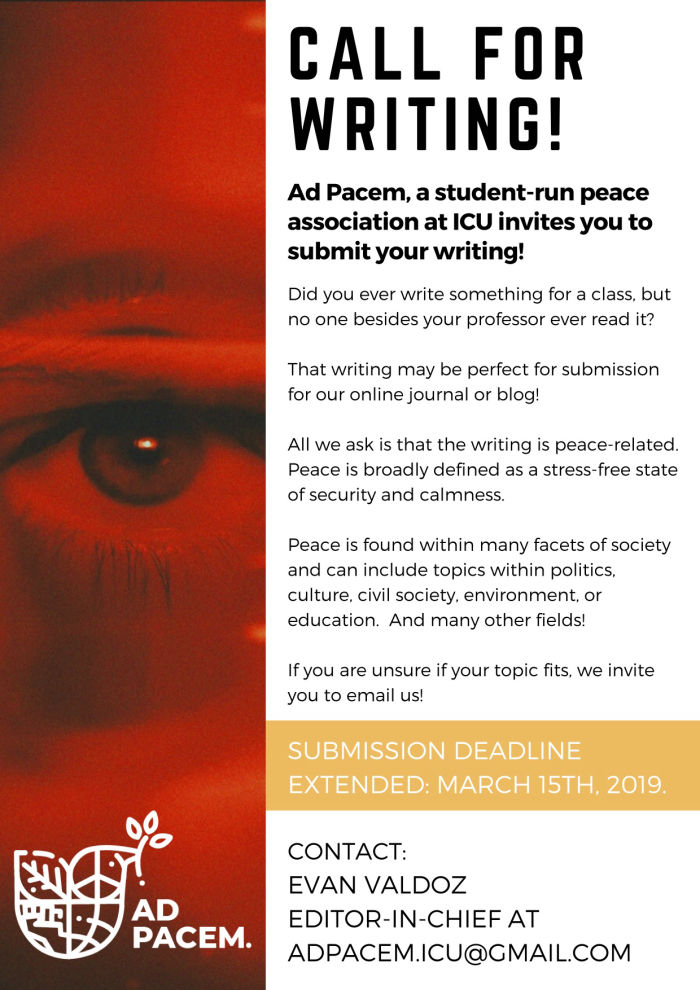 CALL FOR
WRITING!
Ad Pacem, a student-run peace
association at ICU invites you to
submit your writing!
Did you ever write something for a class, but
no one besides your professor ever read it?
That writing may be perfect for submission
for our online journal or blog!
All we ask is that the writing is peace-related.
Peace is broadly defined as a stress-free state
of security and calmness.
Peace is found within many facets of society
and can include topics within politics,
culture, civil society, environment, or
education.  And many other fields!
If you are unsure if your topic fits, we invite
you to email us!
SUBMISSION DEADLINE
EXTENDED: MARCH 15TH, 2019.
CONTACT:
EVAN VALDOZ
EDITOR-IN-CHIEF AT
ADPACEM.ICU@GMAIL.COM
AD
PACEM.